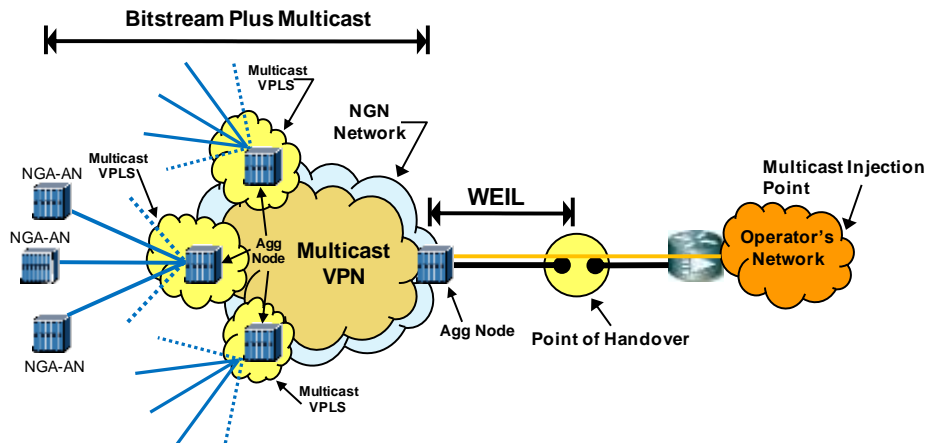 Bitstream Plus Multicast
Multicast
VPLS
NGN
Network
Multicast
VPLS
NGA-AN
NGA-AN
NGA-AN
Agg
Node
Multicast
VPN
WEIL
Multicast Injection
Point
Operator's
Network
Agg Node
Point of Handover
Multicast
VPLS